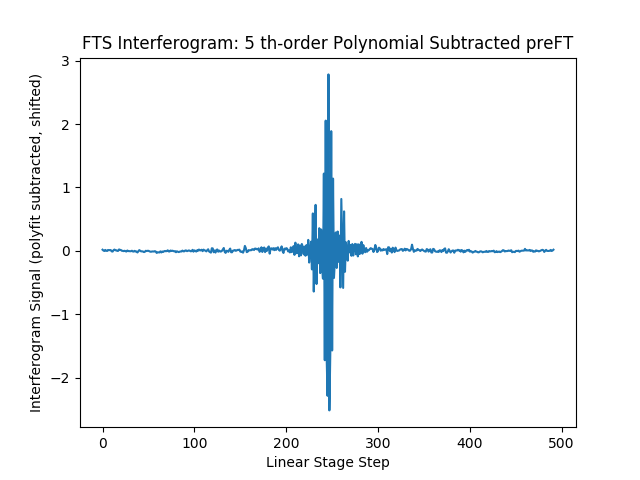 FTS Interferogram: 5 th-order Polynomial Subtracted preFT
Interferogram Signal (polyfit subtracted, shifted)
3
2
1
0
−1
−2
0 100 200 300 400 500
Linear Stage Step